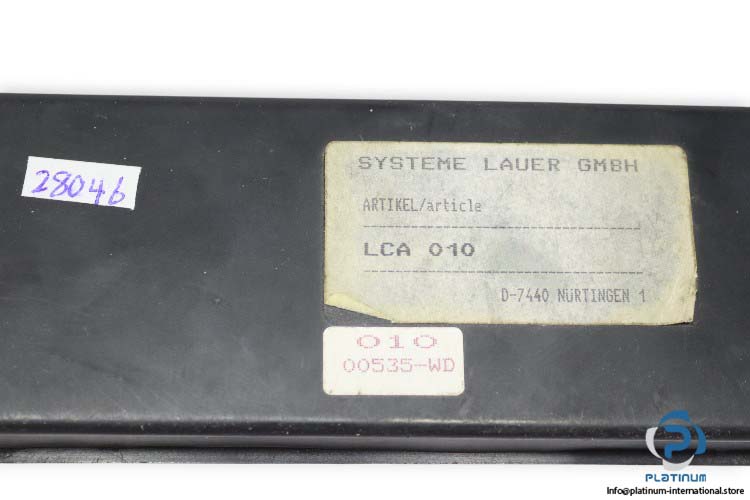 28046
SYSTEME LAUER GMBH
ARTIKEL/article
LCA 010
D-7440 NÜRTINGEN 1
010
00535-WD
PLATINUM
Info@platinum-international.store